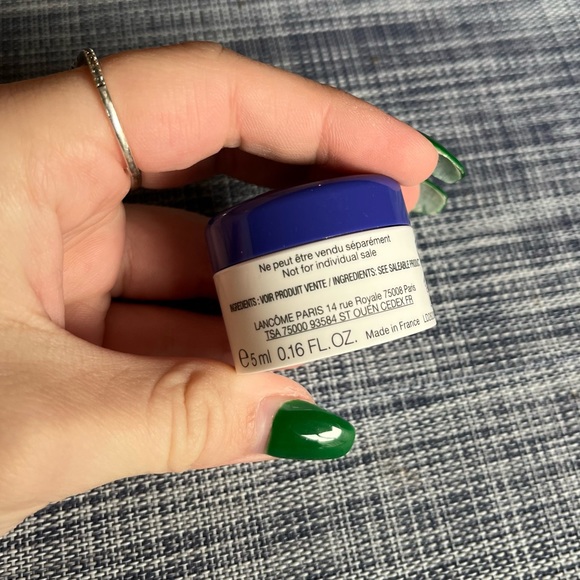 Ne peut être vendu séparément
Not for individual sale
INGREDIENTS : VOIR PRODUIT VENTE / INGREDIENTS: SEE SALEABLE
LANCÔME PARIS 14 rue Royale 75008 Paris
TSA 75000 93584 ST OUEN CEDEX FR
℮ 5 ml 0.16 FL.OZ. Made in France